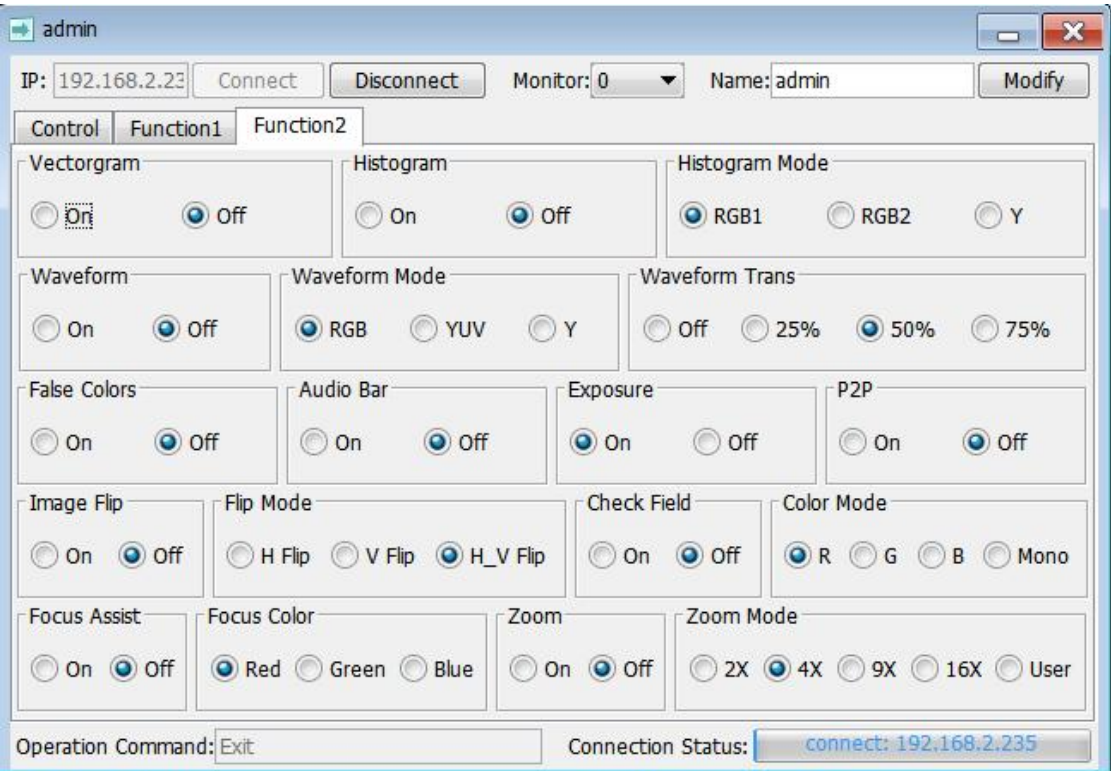 admin
IP: 192.168.2.23 Connect Disconnect Monitor: 0 Name: admin Modify
Control Function1 Function2
Vectorgram Histogram Histogram Mode
On Off On Off RGB1 RGB2 Y
Waveform Waveform Mode Waveform Trans
On Off RGB YUV Y Off 25% 50% 75%
False Colors Audio Bar Exposure P2P
On Off On Off On Off On Off
Image Flip Flip Mode Check Field Color Mode
On Off H Flip V Flip H_V Flip On Off R G B Mono
Focus Assist Focus Color Zoom Zoom Mode
On Off Red Green Blue On Off 2X 4X 9X 16X User
Operation Command: Exit Connection Status: connect: 192.168.2.235